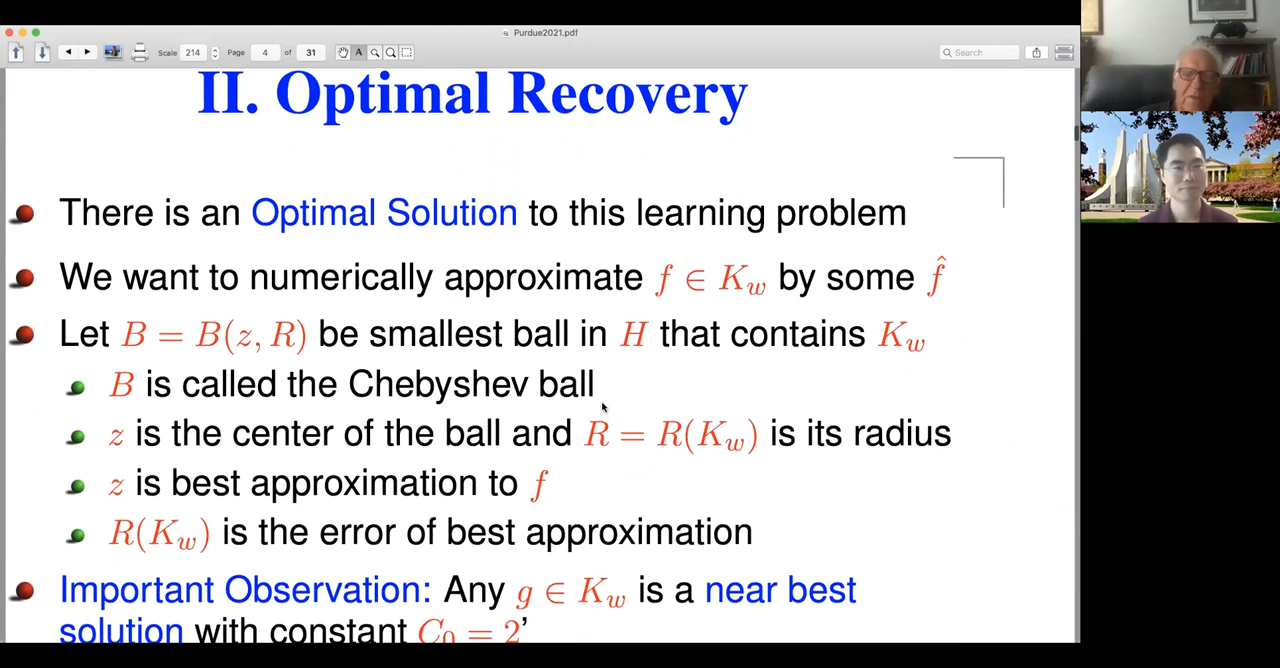 Purdue2021.pdf
Scale 214 Page 4 of 31 A Search
II. Optimal Recovery
There is an Optimal Solution to this learning problem
We want to numerically approximate f ∈ K_w by some f̂
Let B = B(z, R) be smallest ball in H that contains K_w
B is called the Chebyshev ball
z is the center of the ball and R = R(K_w) is its radius
z is best approximation to f
R(K_w) is the error of best approximation
Important Observation: Any g ∈ K_w is a near best
solution with constant C_0 = 2'